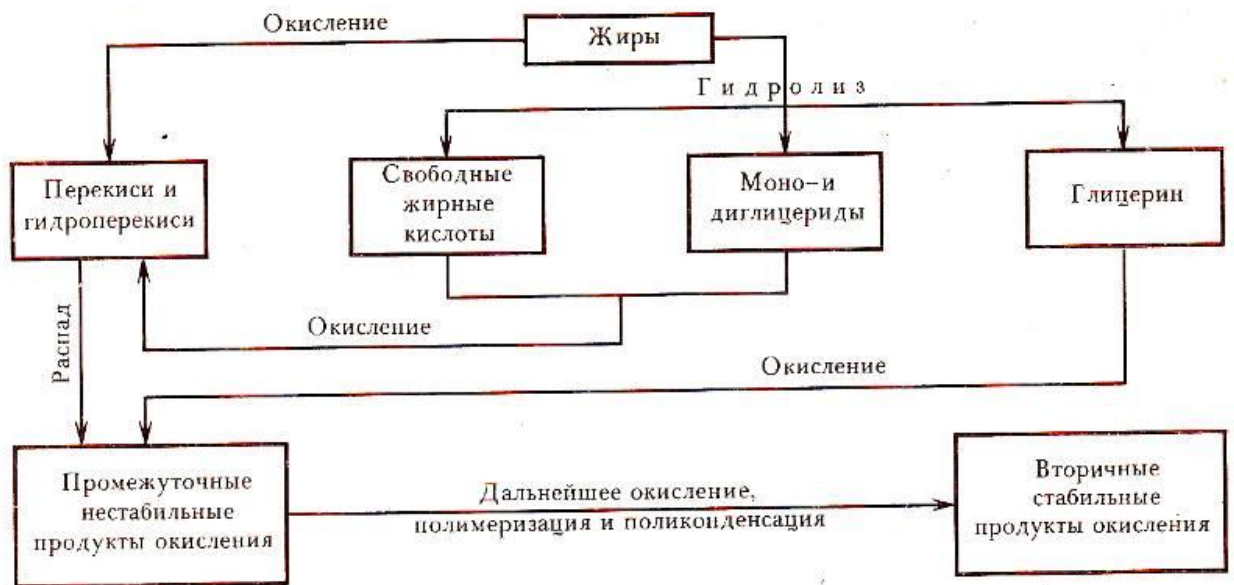 Окисление
Жиры
Гидролиз
Перекиси и
гидроперекиси
Свободные
жирные
кислоты
Моно-и
диглицериды
Глицерин
Распад
Окисление
Окисление
Промежуточные
нестабильные
продукты окисления
Дальнейшее окисление,
полимеризация и поликонденсация
Вторичные
стабильные
продукты окисления